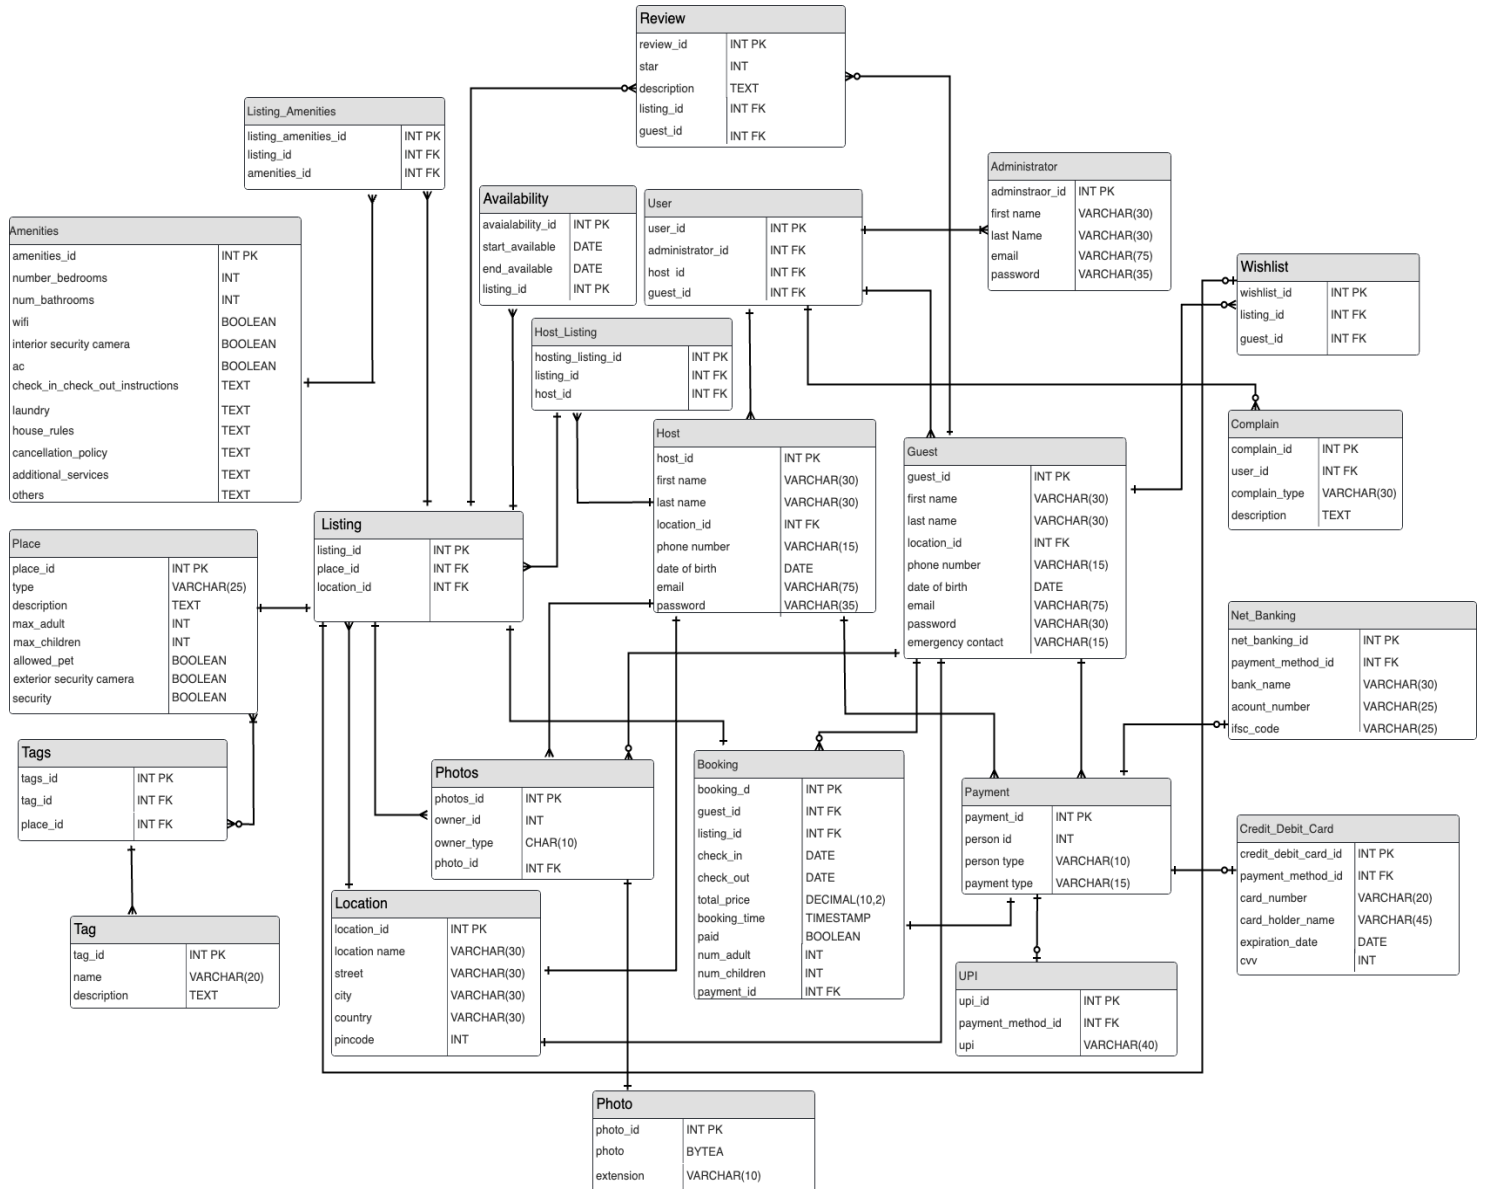 Review
review_id INT PK
star INT
description TEXT
listing_id INT FK
guest_id INT FK
Listing_Amenities
listing_amenities_id INT PK
listing_id INT FK
amenities_id INT FK
Administrator
adminstraor_id INT PK
first name VARCHAR(30)
last Name VARCHAR(30)
email VARCHAR(75)
password VARCHAR(35)
Availability
avaialability_id INT PK
start_available DATE
end_available DATE
listing_id INT PK
User
user_id INT PK
administrator_id INT FK
host id INT FK
guest_id INT FK
Amenities
amenities_id INT PK
number_bedrooms INT
num_bathrooms INT
wifi BOOLEAN
interior security camera BOOLEAN
ac BOOLEAN
check_in_check_out_instructions TEXT
laundry TEXT
house_rules TEXT
cancellation_policy TEXT
additional_services TEXT
others TEXT
Wishlist
wishlist_id INT PK
listing_id INT FK
guest_id INT FK
Host_Listing
hosting_listing_id INT PK
listing_id INT FK
host_id INT FK
Complain
complain_id INT PK
user_id INT FK
complain_type VARCHAR(30)
description TEXT
Host
host_id INT PK
first name VARCHAR(30)
last name VARCHAR(30)
location_id INT FK
phone number VARCHAR(15)
date of birth DATE
email VARCHAR(75)
password VARCHAR(35)
Guest
guest_id INT PK
first name VARCHAR(30)
last name VARCHAR(30)
location_id INT FK
phone number VARCHAR(15)
date of birth DATE
email VARCHAR(75)
password VARCHAR(30)
emergency contact VARCHAR(15)
Listing
listing_id INT PK
place_id INT FK
location_id INT FK
Place
place_id INT PK
type VARCHAR(25)
description TEXT
max_adult INT
max_children INT
allowed_pet BOOLEAN
exterior security camera BOOLEAN
security BOOLEAN
Net_Banking
net_banking_id INT PK
payment_method_id INT FK
bank_name VARCHAR(30)
acount_number VARCHAR(25)
ifsc_code VARCHAR(25)
Tags
tags_id INT PK
tag_id INT FK
place_id INT FK
Photos
photos_id INT PK
owner_id INT
owner_type CHAR(10)
photo_id INT FK
Booking
booking_d INT PK
guest_id INT FK
listing_id INT FK
check_in DATE
check_out DATE
total_price DECIMAL(10,2)
booking_time TIMESTAMP
paid BOOLEAN
num_adult INT
num_children INT
payment_id INT FK
Payment
payment_id INT PK
person id INT
person type VARCHAR(10)
payment type VARCHAR(15)
Credit_Debit_Card
credit_debit_card_id INT PK
payment_method_id INT FK
card_number VARCHAR(20)
card_holder_name VARCHAR(45)
expiration_date DATE
cvv INT
Location
location_id INT PK
location name VARCHAR(30)
street VARCHAR(30)
city VARCHAR(30)
country VARCHAR(30)
pincode INT
Tag
tag_id INT PK
name VARCHAR(20)
description TEXT
UPI
upi_id INT PK
payment_method_id INT FK
upi VARCHAR(40)
Photo
photo_id INT PK
photo BYTEA
extension VARCHAR(10)